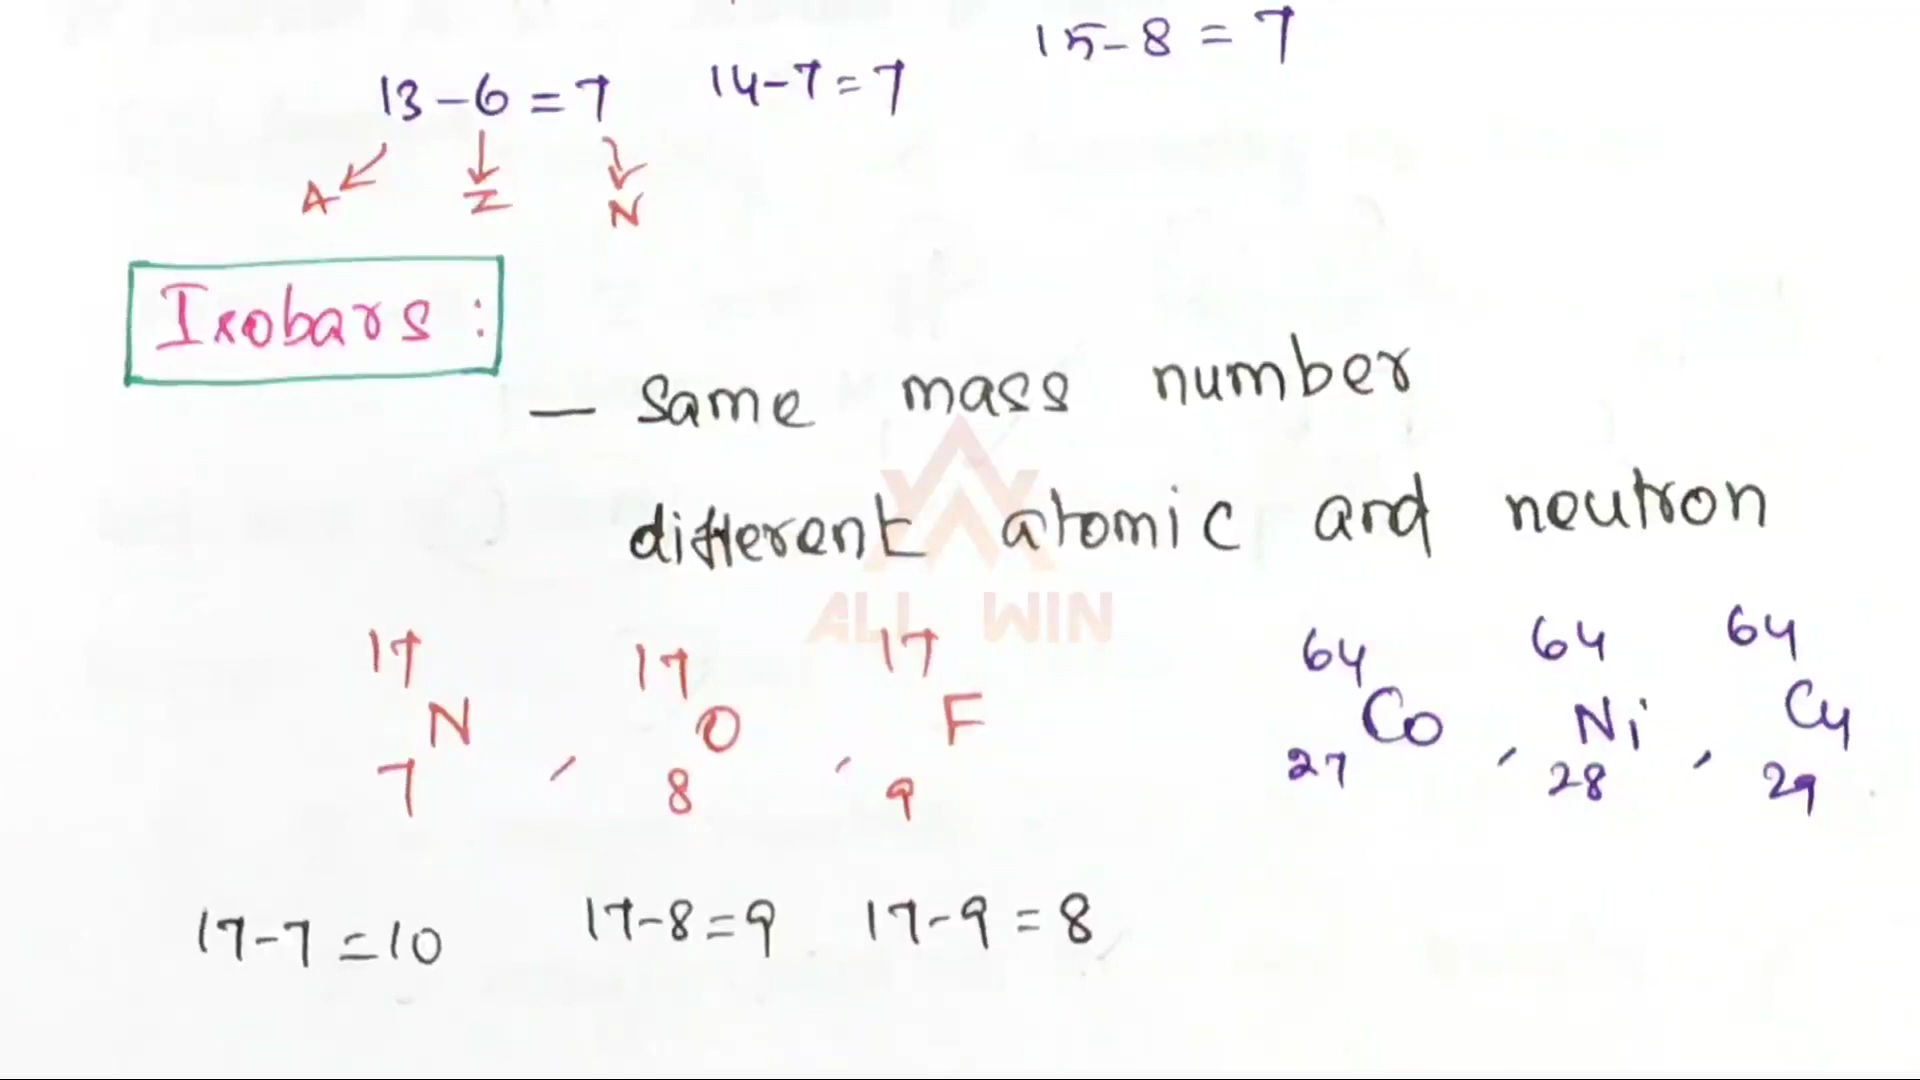 13-6=7 14-7=7 15-8=7
A Z N
Isobars:
— same mass number
different atomic and neutron
ALL WIN
17 17 17 64 64 64
N , O , F Co , Ni , Cu
7 8 9 27 28 29
17-7=10 17-8=9 17-9=8